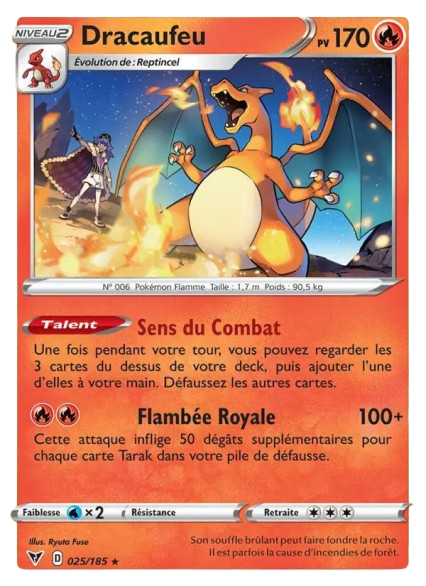 NIVEAU 2
Dracaufeu
PV 170
Évolution de : Reptincel
N° 006 Pokémon Flamme Taille : 1,7 m Poids : 90,5 kg
Talent Sens du Combat
Une fois pendant votre tour, vous pouvez regarder les
3 cartes du dessus de votre deck, puis ajouter l'une
d'elles à votre main. Défaussez les autres cartes.
Flambée Royale 100+
Cette attaque inflige 50 dégâts supplémentaires pour
chaque carte Tarak dans votre pile de défausse.
Faiblesse ×2 Résistance Retraite
Illus. Ryuta Fuse
D 025/185 ★
Son souffle brûlant peut faire fondre la roche.
Il est parfois la cause d'incendies de forêt.